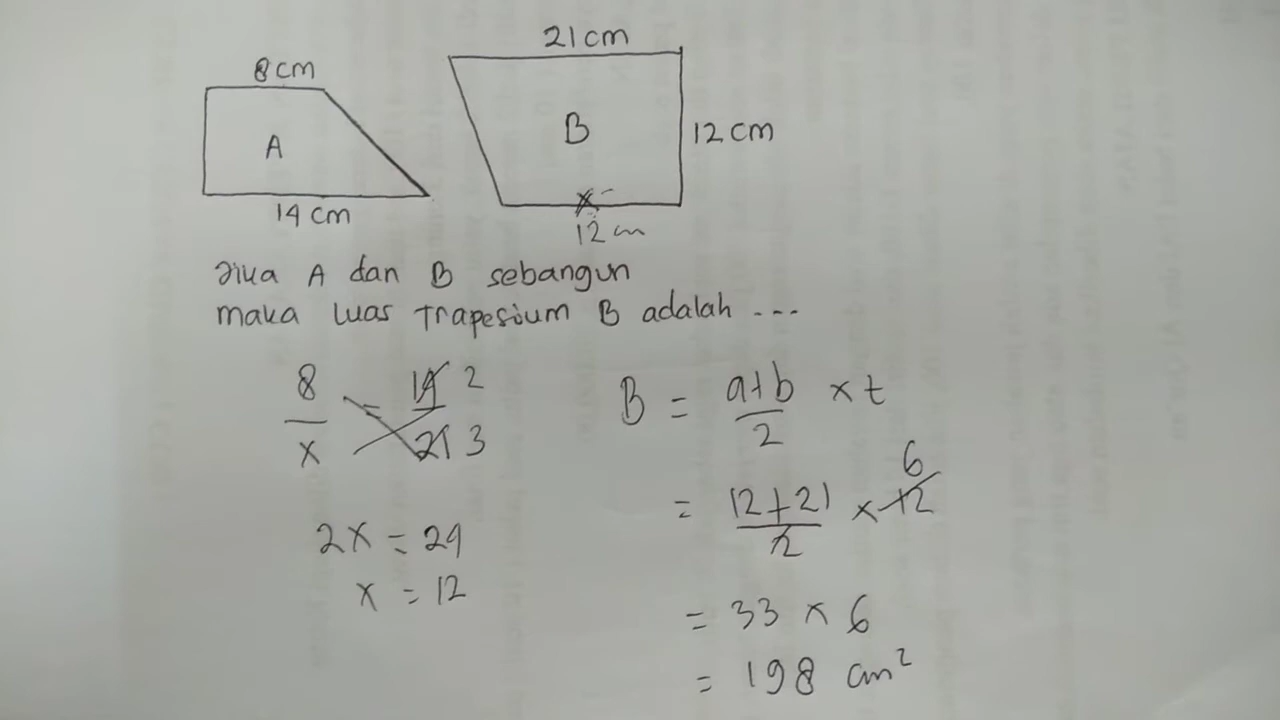 21 cm
8 cm
B
12 cm
A
x
14 cm
12 cm
Jika A dan B sebangun
maka luas trapesium B adalah ...
8/x = 14/21 2/3
B = a+b/2 x t
= 12+21/2 x 12 6
2x = 24
x = 12
= 33 x 6
= 198 cm²